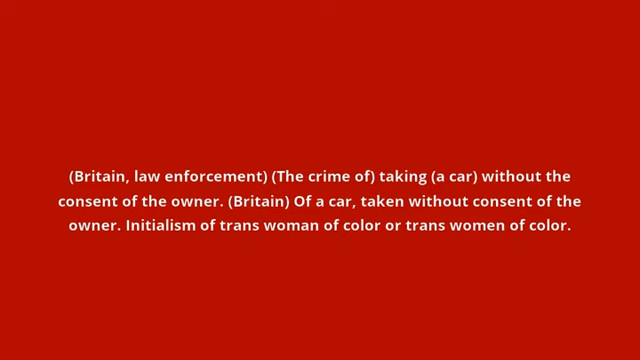 (Britain, law enforcement) (The crime of) taking (a car) without the
consent of the owner. (Britain) Of a car, taken without consent of the
owner. Initialism of trans woman of color or trans women of color.